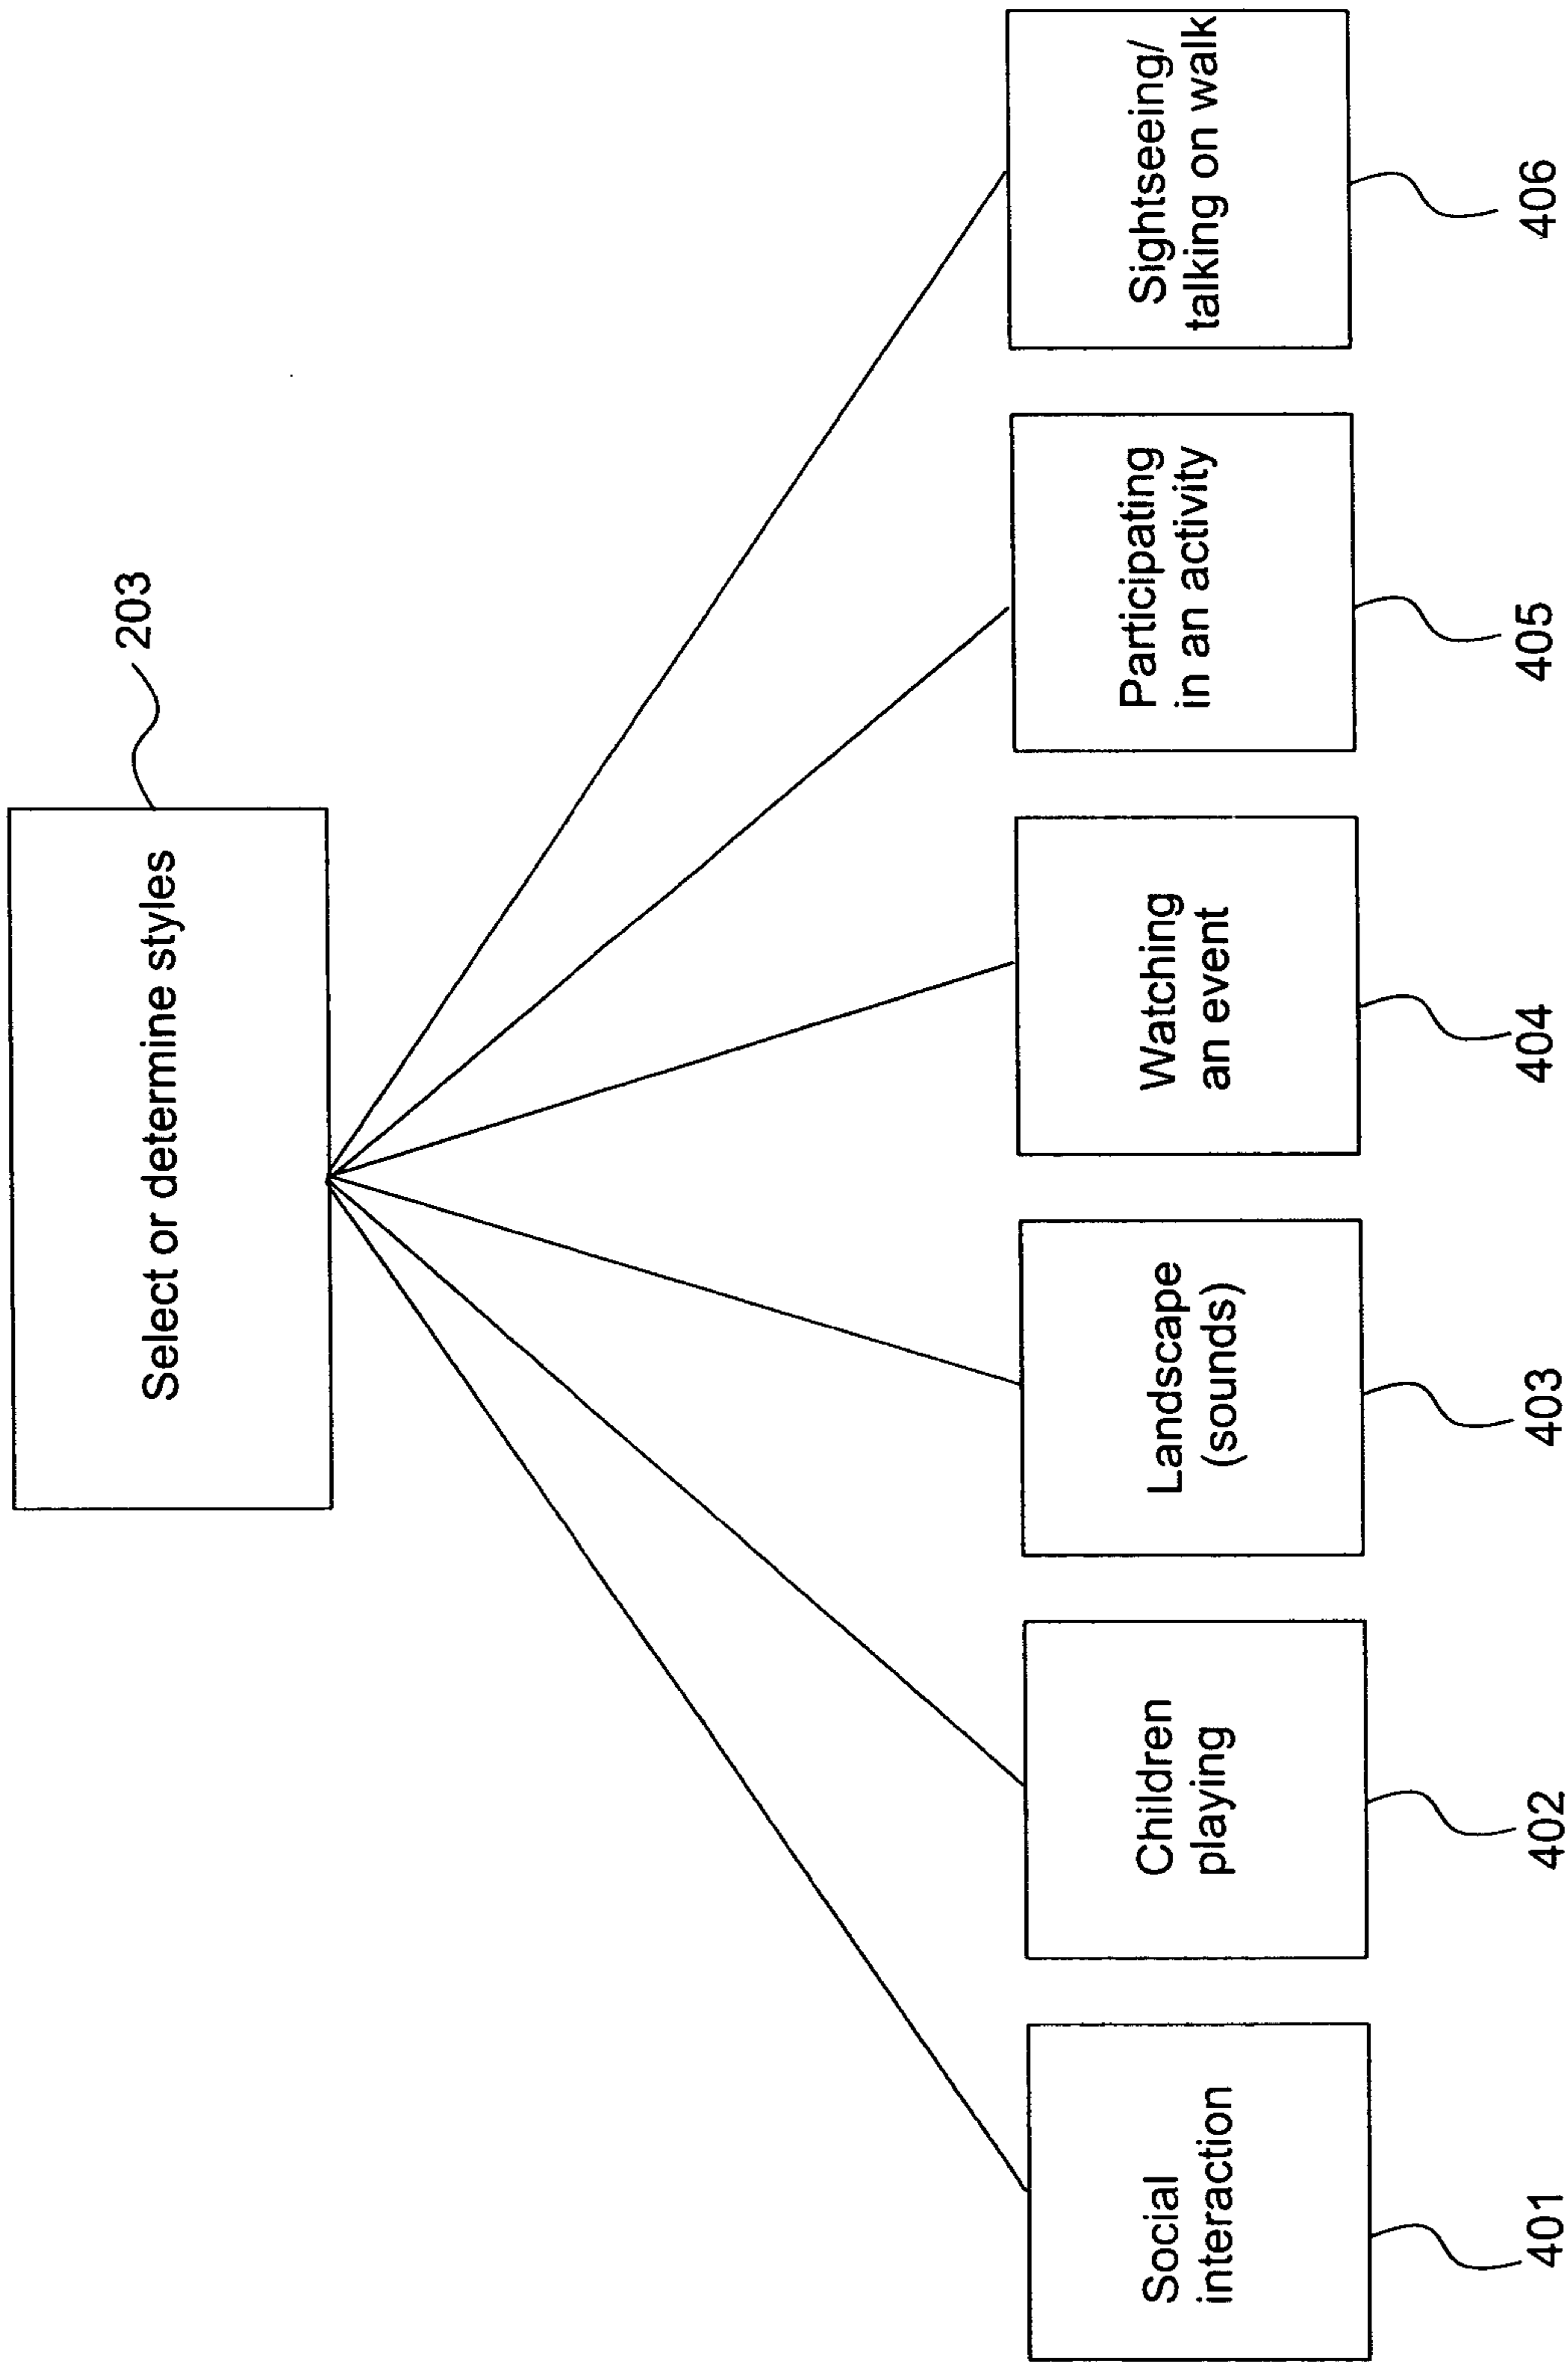 Select or determine styles
203
Social
interaction
401
Children
playing
402
Landscape
(sounds)
403
Watching
an event
404
Participating
in an activity
405
Sightseeing/
talking on walk
406